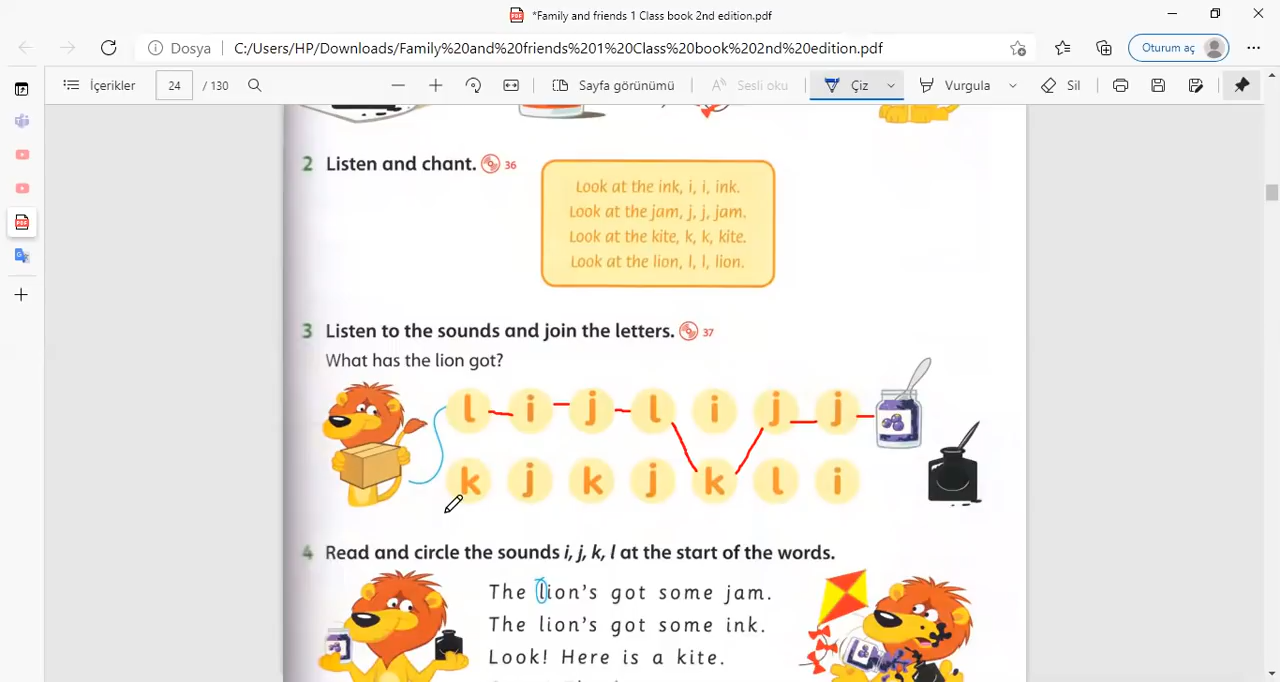 *Family and friends 1 Class book 2nd edition.pdf
Dosya C:/Users/HP/Downloads/Family%20and%20friends%201%20Class%20book%202nd%20edition.pdf Oturum aç
İçerikler 24 / 130 Sayfa görünümü Sesli oku Çiz Vurgula Sil
2 Listen and chant. 36
Look at the ink, i, i, ink.
Look at the jam, j, j, jam.
Look at the kite, k, k, kite.
Look at the lion, l, l, lion.
3 Listen to the sounds and join the letters. 37
What has the lion got?
l i j l i j j
k j k j k l i
4 Read and circle the sounds i, j, k, l at the start of the words.
The lion's got some jam.
The lion's got some ink.
Look! Here is a kite.